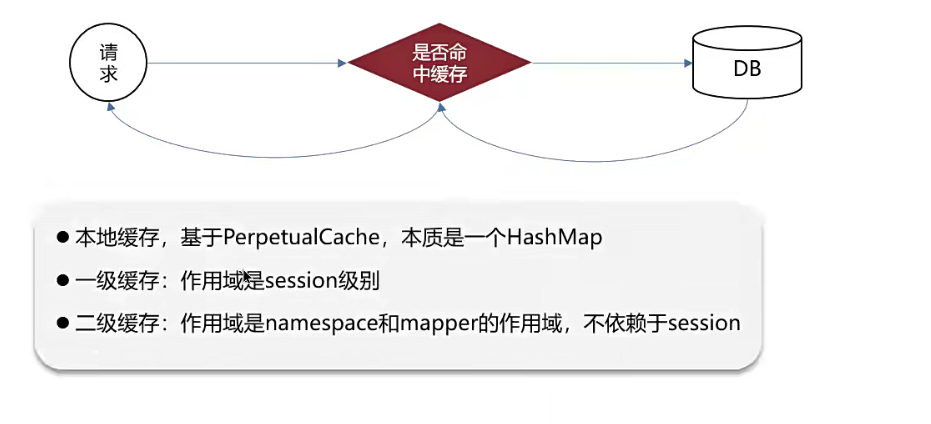 请
求
是否命
中缓存
DB
●本地缓存，基于PerpetualCache，本质是一个HashMap
●一级缓存：作用域是session级别
●二级缓存：作用域是namespace和mapper的作用域，不依赖于session